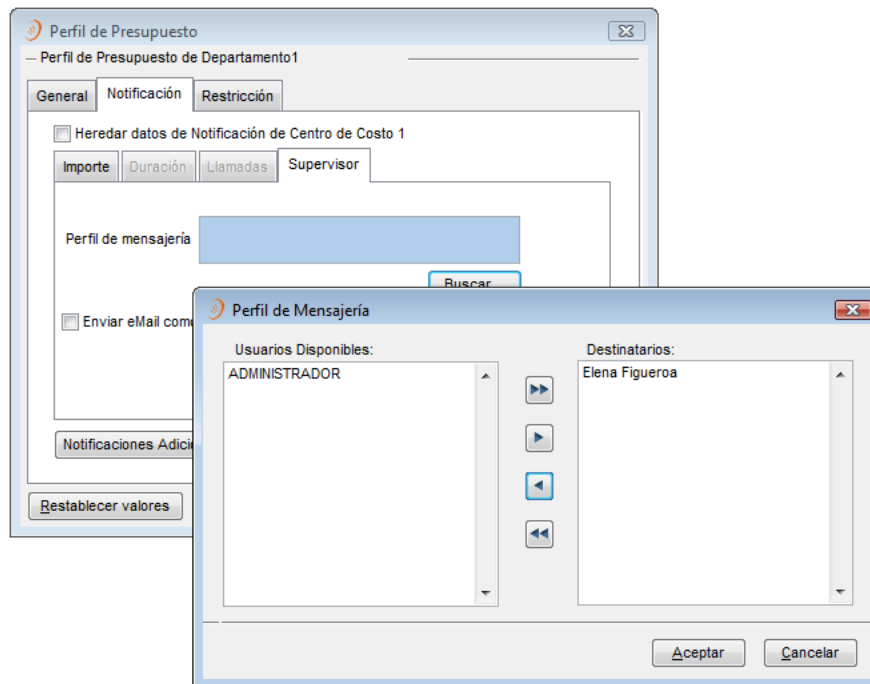 Perfil de Presupuesto
Perfil de Presupuesto de Departamento1
General Notificación Restricción
Heredar datos de Notificación de Centro de Costo 1
Importe Duración Llamadas Supervisor
Perfil de mensajería
Buscar...
Enviar eMail
Notificaciones
Restablecer valores
Perfil de Mensajería
Usuarios Disponibles: Destinatarios:
ADMINISTRADOR Elena Figueroa
Aceptar Cancelar